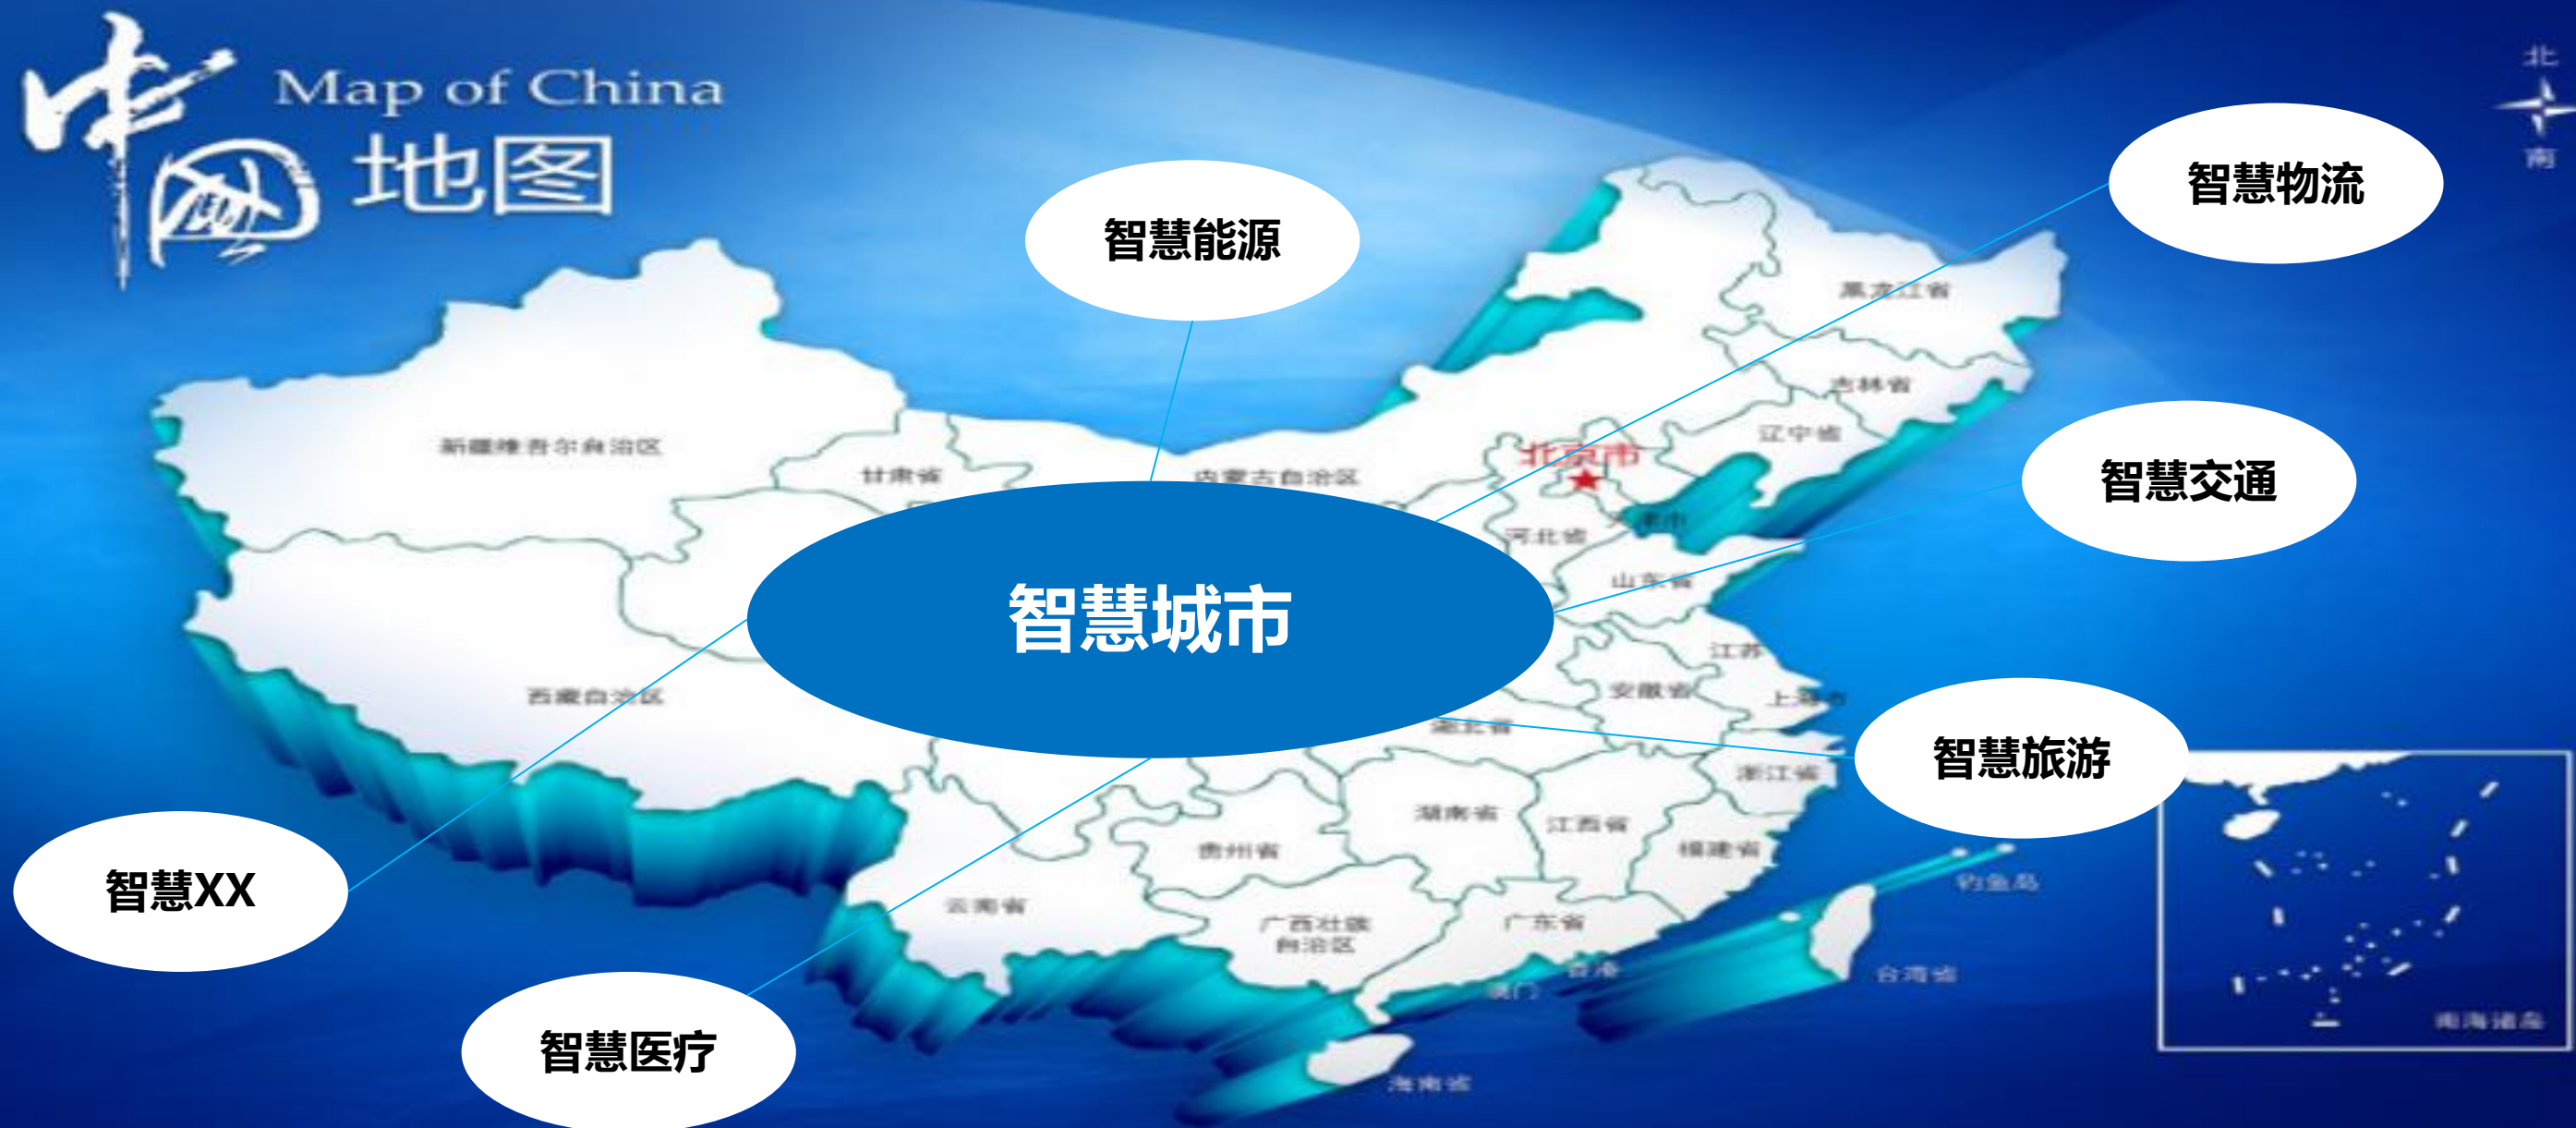 中国
Map of China
地图
北
南
智慧物流
智慧能源
黑龙江省
吉林省
智慧交通
辽宁省
新疆维吾尔自治区
甘肃省
北京市
内蒙古自治区
天津市
河北省
山东省
智慧城市
江苏
安徽省
上海市
西藏自治区
湖北省
智慧旅游
浙江省
湖南省
江西省
贵州省
福建省
智慧XX
钓鱼岛
云南省
广西壮族
自治区
广东省
香港
澳门
台湾省
南海诸岛
智慧医疗
海南省